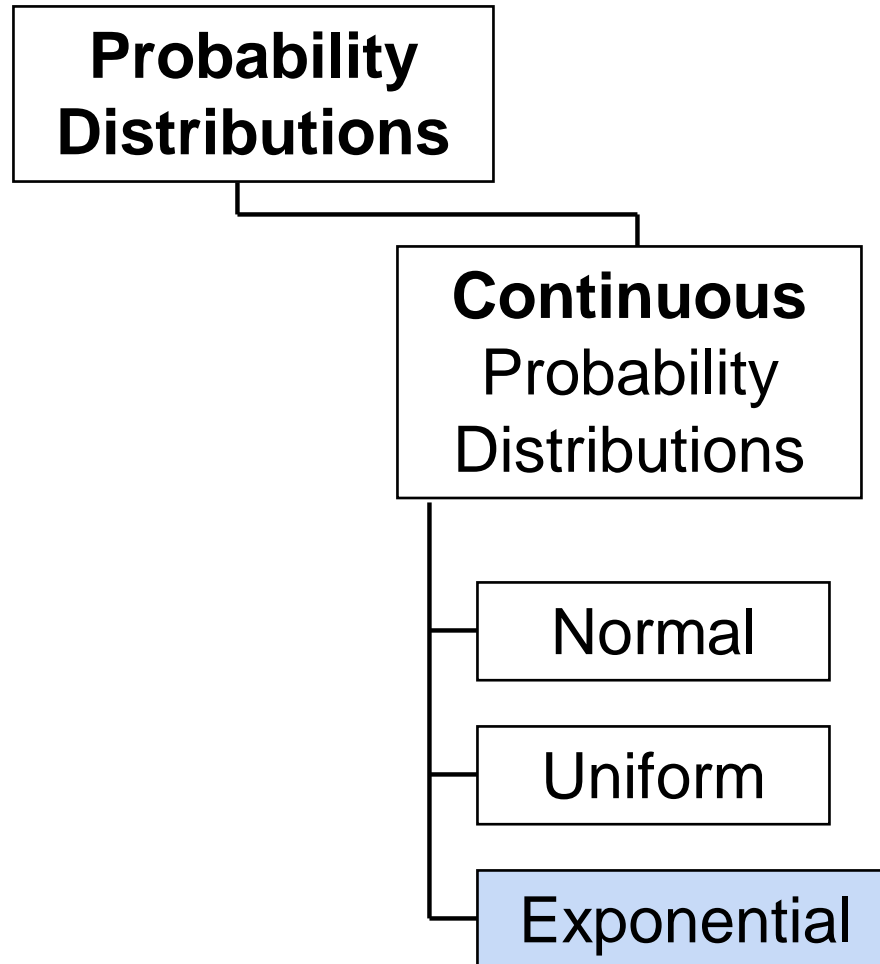 Probability
Distributions
Continuous
Probability
Distributions
Normal
Uniform
Exponential